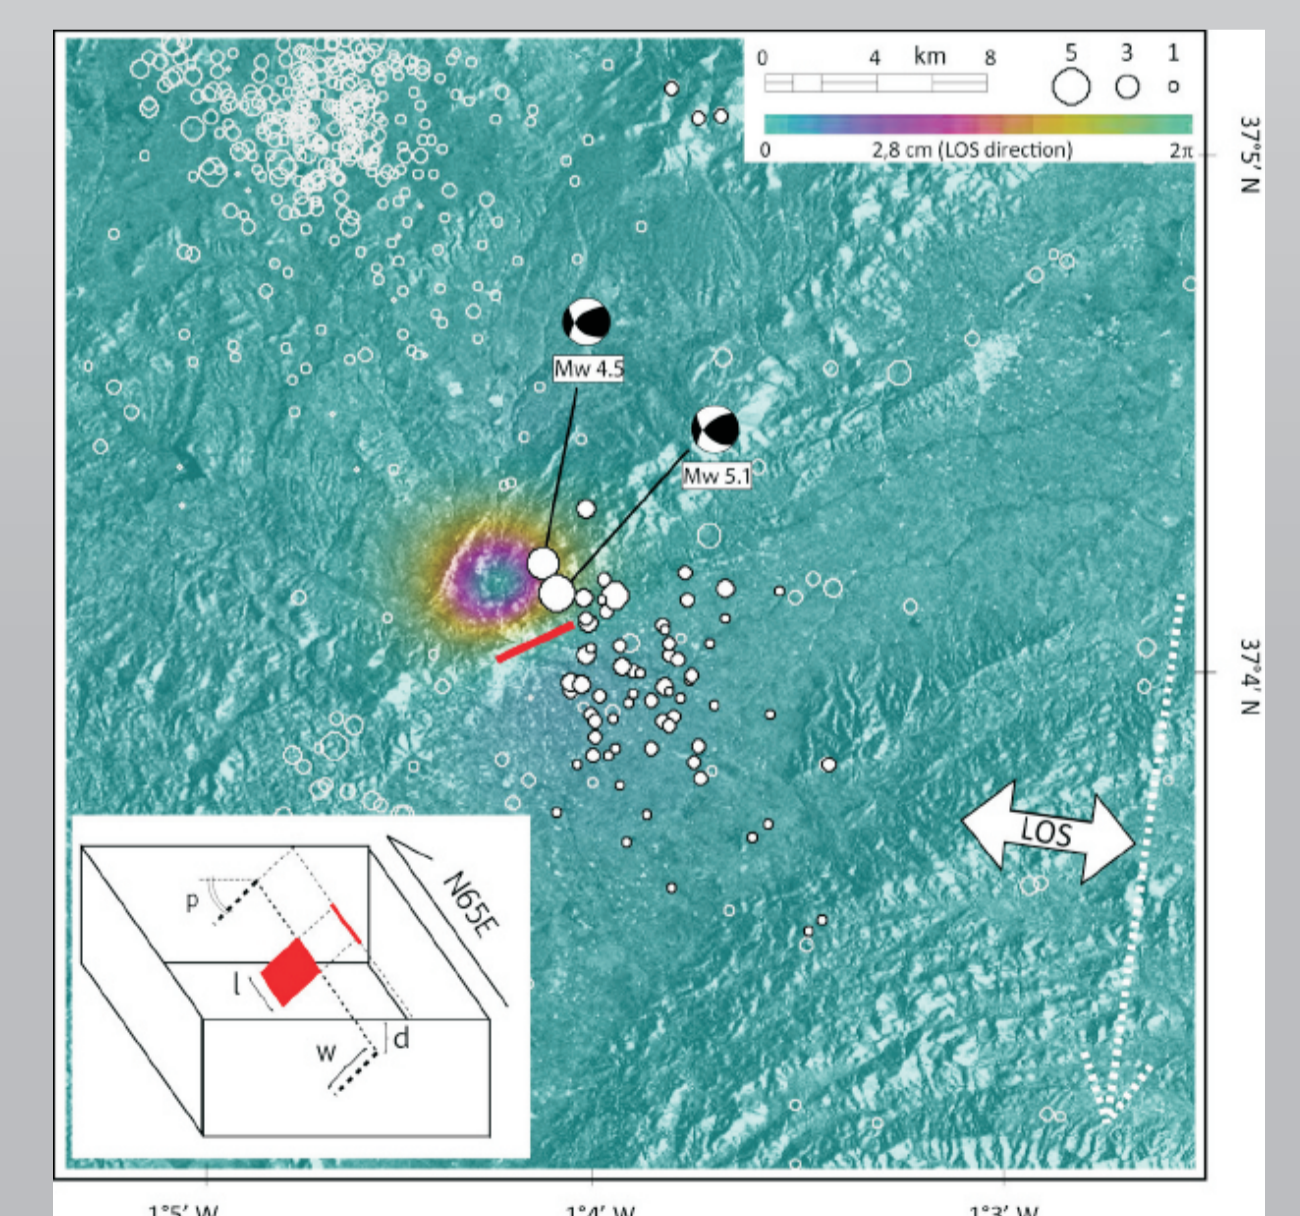 0 4 km 8 5 3 1
0 2,8 cm (LOS direction) 2π
37°5' N
Mw 4.5
Mw 5.1
37°4' N
LOS
p
N65E
l
w
d
1°5' W 1°4' W 1°3' W